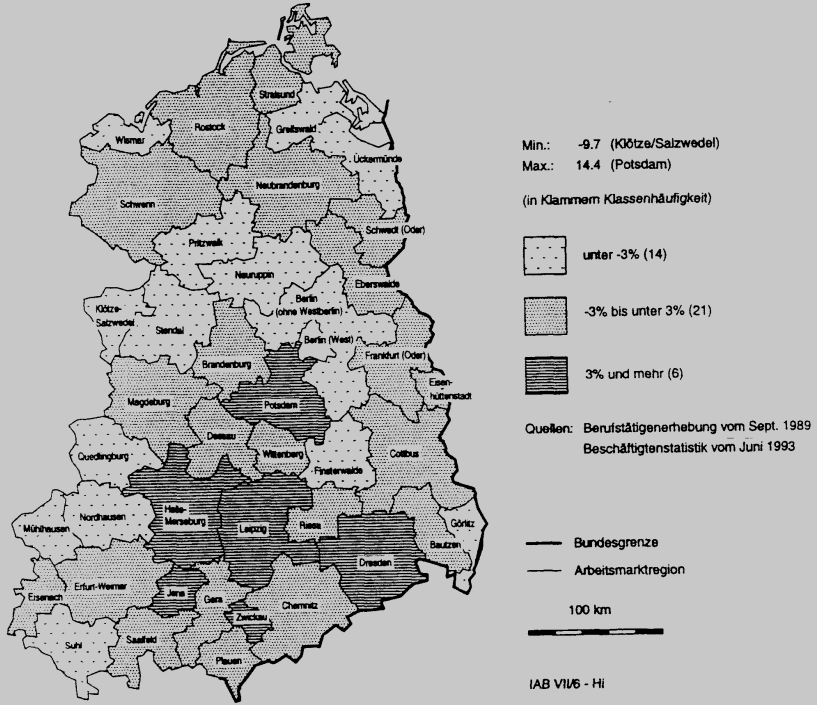 Stralsund
Rostock
Greifswald
Wismar
Ückermünde
Neubrandenburg
Schwerin
Schwedt (Oder)
Pritzwalk
Neuruppin
Eberswalde
Berlin
(ohne Westberlin)
Klötze-
Salzwedel
Stendal
Berlin (West)
Frankfurt (Oder)
Brandenburg
Eisen-
hüttenstadt
Magdeburg
Potsdam
Dessau
Quedlingburg
Wittenberg
Cottbus
Finsterwalde
Nordhausen
Halle-
Merseburg
Mühlhausen
Leipzig
Riesa
Görlitz
Bautzen
Dresden
Erfurt-Weimar
Jena
Eisenach
Gera
Chemnitz
Zwickau
Suhl
Saalfeld
Plauen
Min.: -9.7 (Klötze/Salzwedel)
Max.: 14.4 (Potsdam)
(in Klammern Klassenhäufigkeit)
unter -3% (14)
-3% bis unter 3% (21)
3% und mehr (6)
Quellen: Berufstätigenerhebung vom Sept. 1989
Beschäftigtenstatistik vom Juni 1993
Bundesgrenze
Arbeitsmarktregion
100 km
IAB VII/6 - Hi